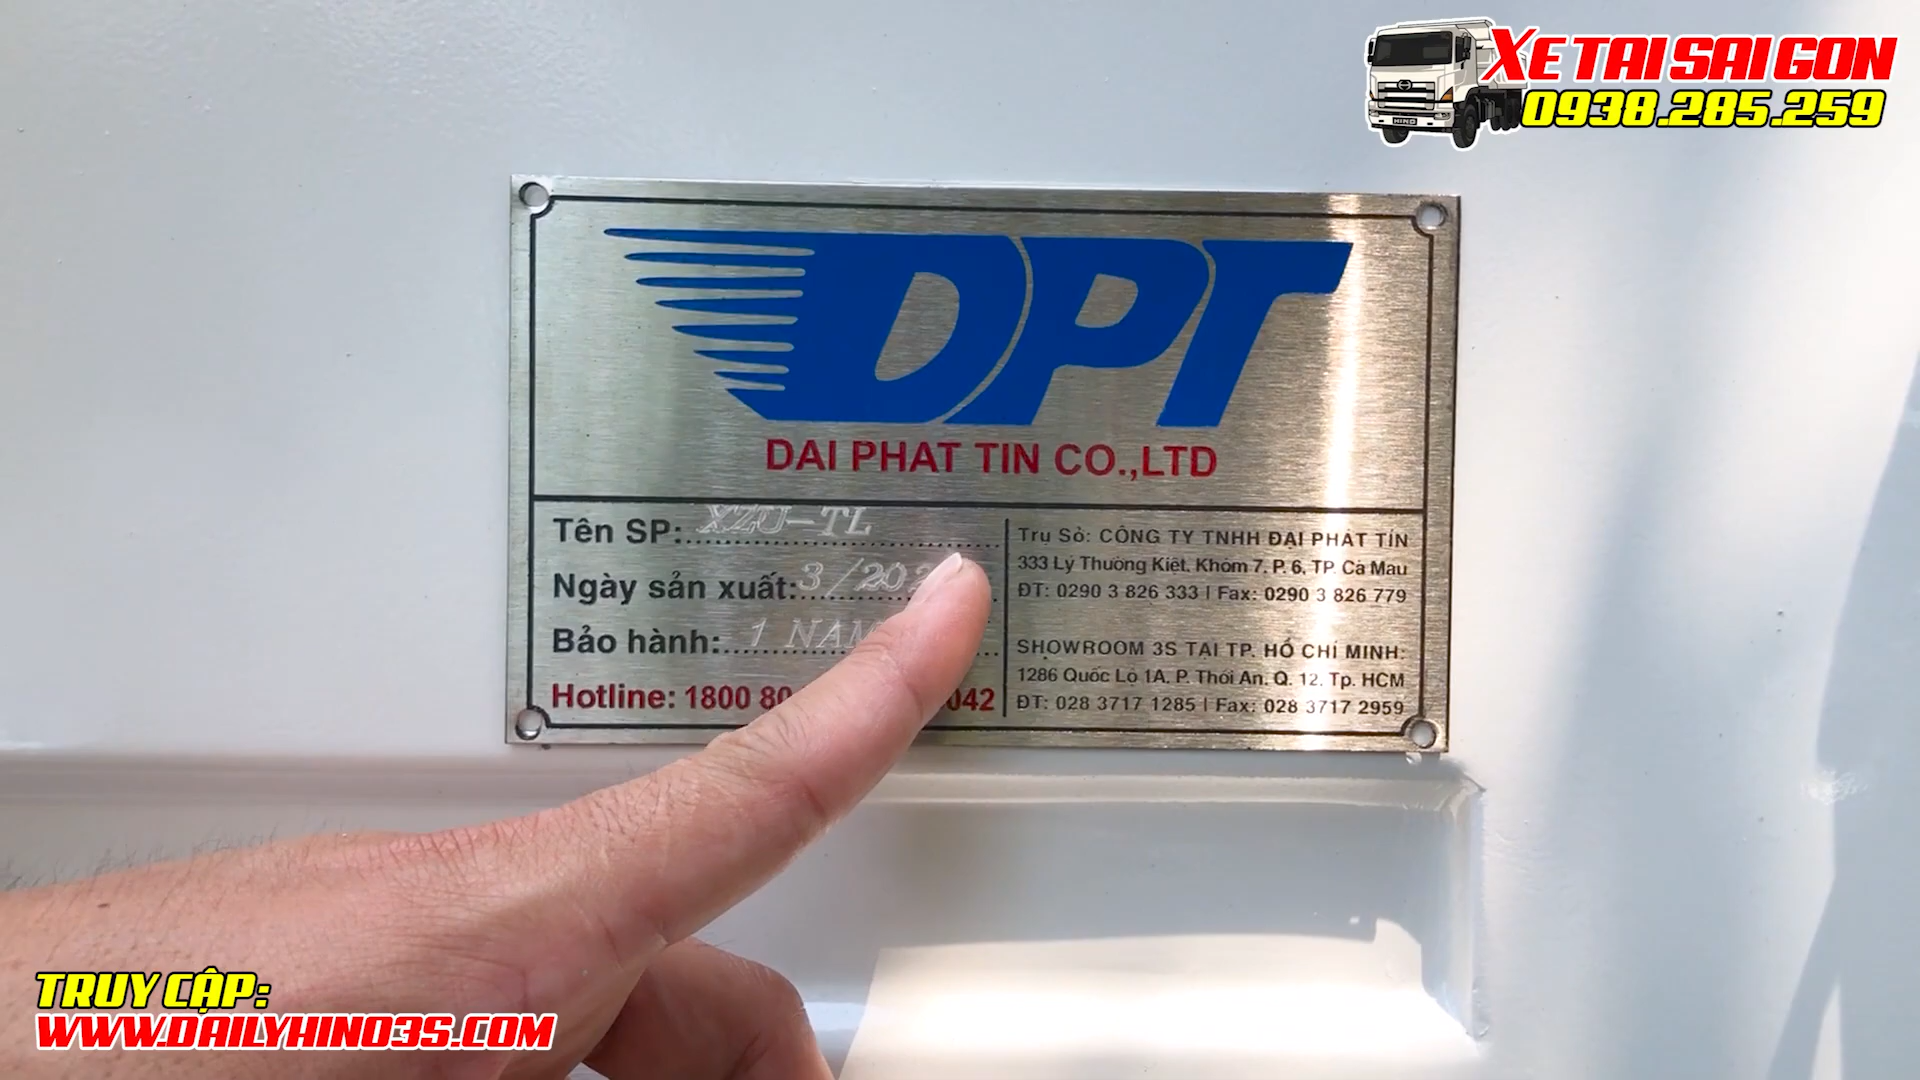 XE TAI SAI GON
0938.285.259
HINO
DPT
DAI PHAT TIN CO.,LTD
Tên SP: XZU-TL
Ngày sản xuất: 3/202
Bảo hành: 1 NAM
Hotline: 1800 80 042
Trụ Sở: CÔNG TY TNHH ĐẠI PHÁT TÍN
333 Lý Thường Kiệt, Khóm 7, P. 6, TP. Cà Mau
ĐT: 0290 3 826 333 | Fax: 0290 3 826 779
SHOWROOM 3S TẠI TP. HỒ CHÍ MINH:
1286 Quốc Lộ 1A, P. Thới An, Q. 12, Tp. HCM
ĐT: 028 3717 1285 | Fax: 028 3717 2959
TRUY CẬP:
WWW.DAILYHINO3S.COM